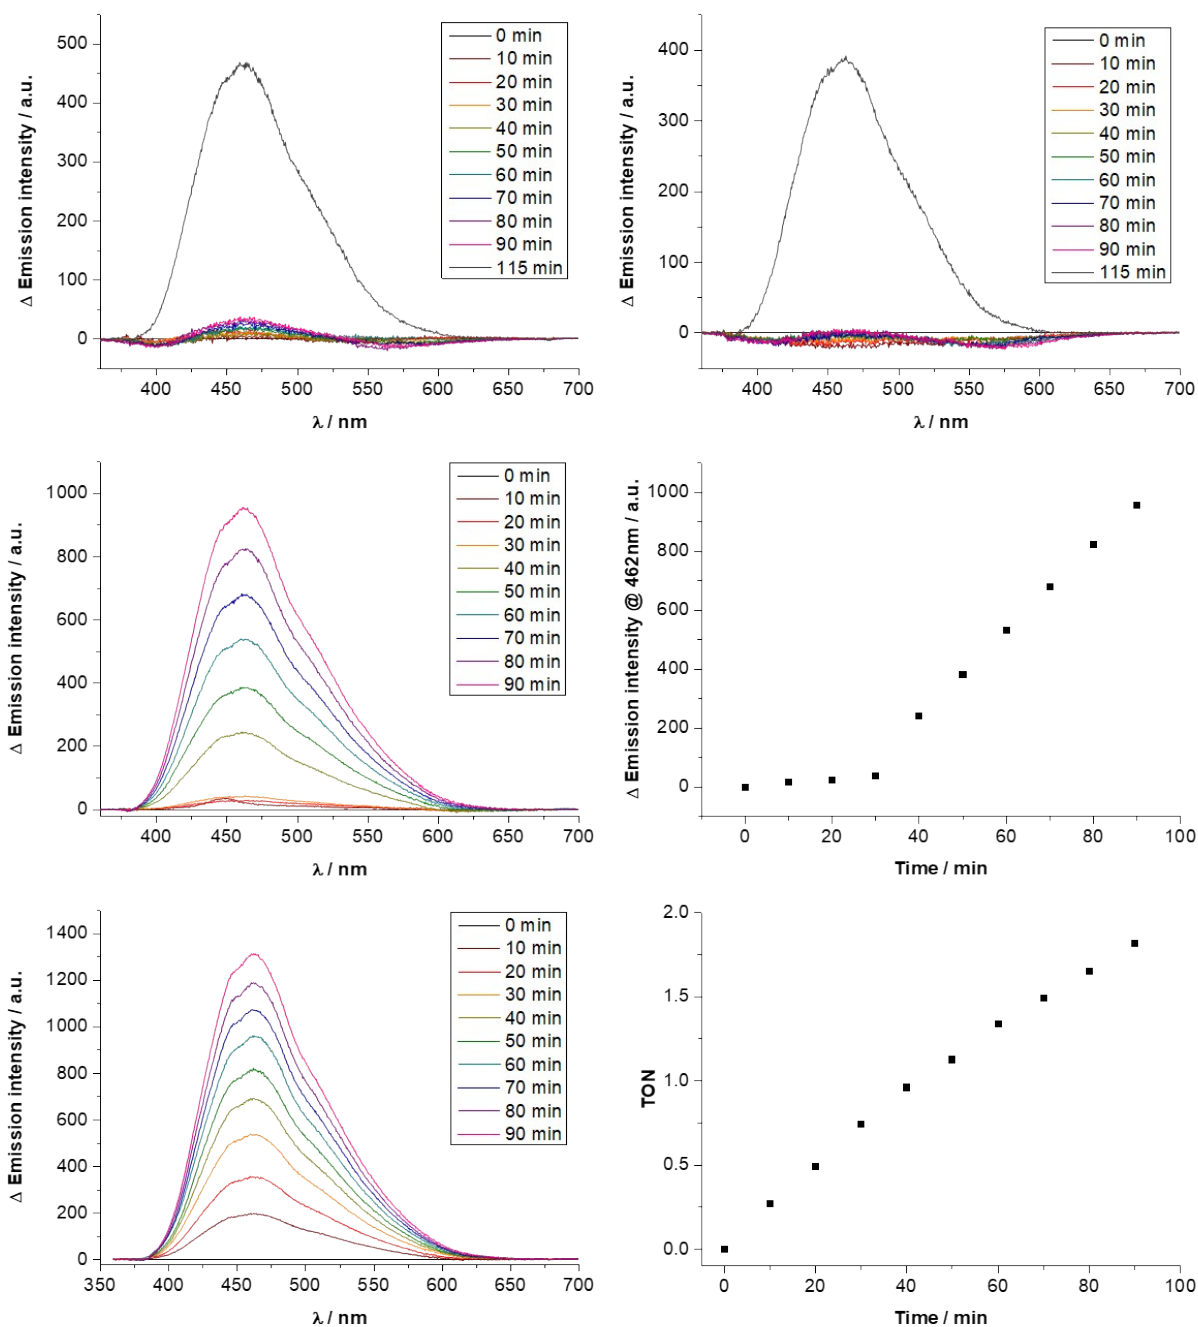 Δ Emission intensity / a.u.
500
400
300
200
100
0
400 450 500 550 600 650 700
λ / nm
0 min
10 min
20 min
30 min
40 min
50 min
60 min
70 min
80 min
90 min
115 min
Δ Emission intensity / a.u.
400
300
200
100
0
400 450 500 550 600 650 700
λ / nm
0 min
10 min
20 min
30 min
40 min
50 min
60 min
70 min
80 min
90 min
115 min
Δ Emission intensity / a.u.
1000
800
600
400
200
0
400 450 500 550 600 650 700
λ / nm
0 min
10 min
20 min
30 min
40 min
50 min
60 min
70 min
80 min
90 min
Δ Emission intensity @ 462nm / a.u.
1000
800
600
400
200
0
0 20 40 60 80 100
Time / min
Δ Emission intensity / a.u.
1400
1200
1000
800
600
400
200
0
350 400 450 500 550 600 650 700
λ / nm
0 min
10 min
20 min
30 min
40 min
50 min
60 min
70 min
80 min
90 min
TON
2.0
1.5
1.0
0.5
0.0
0 20 40 60 80 100
Time / min